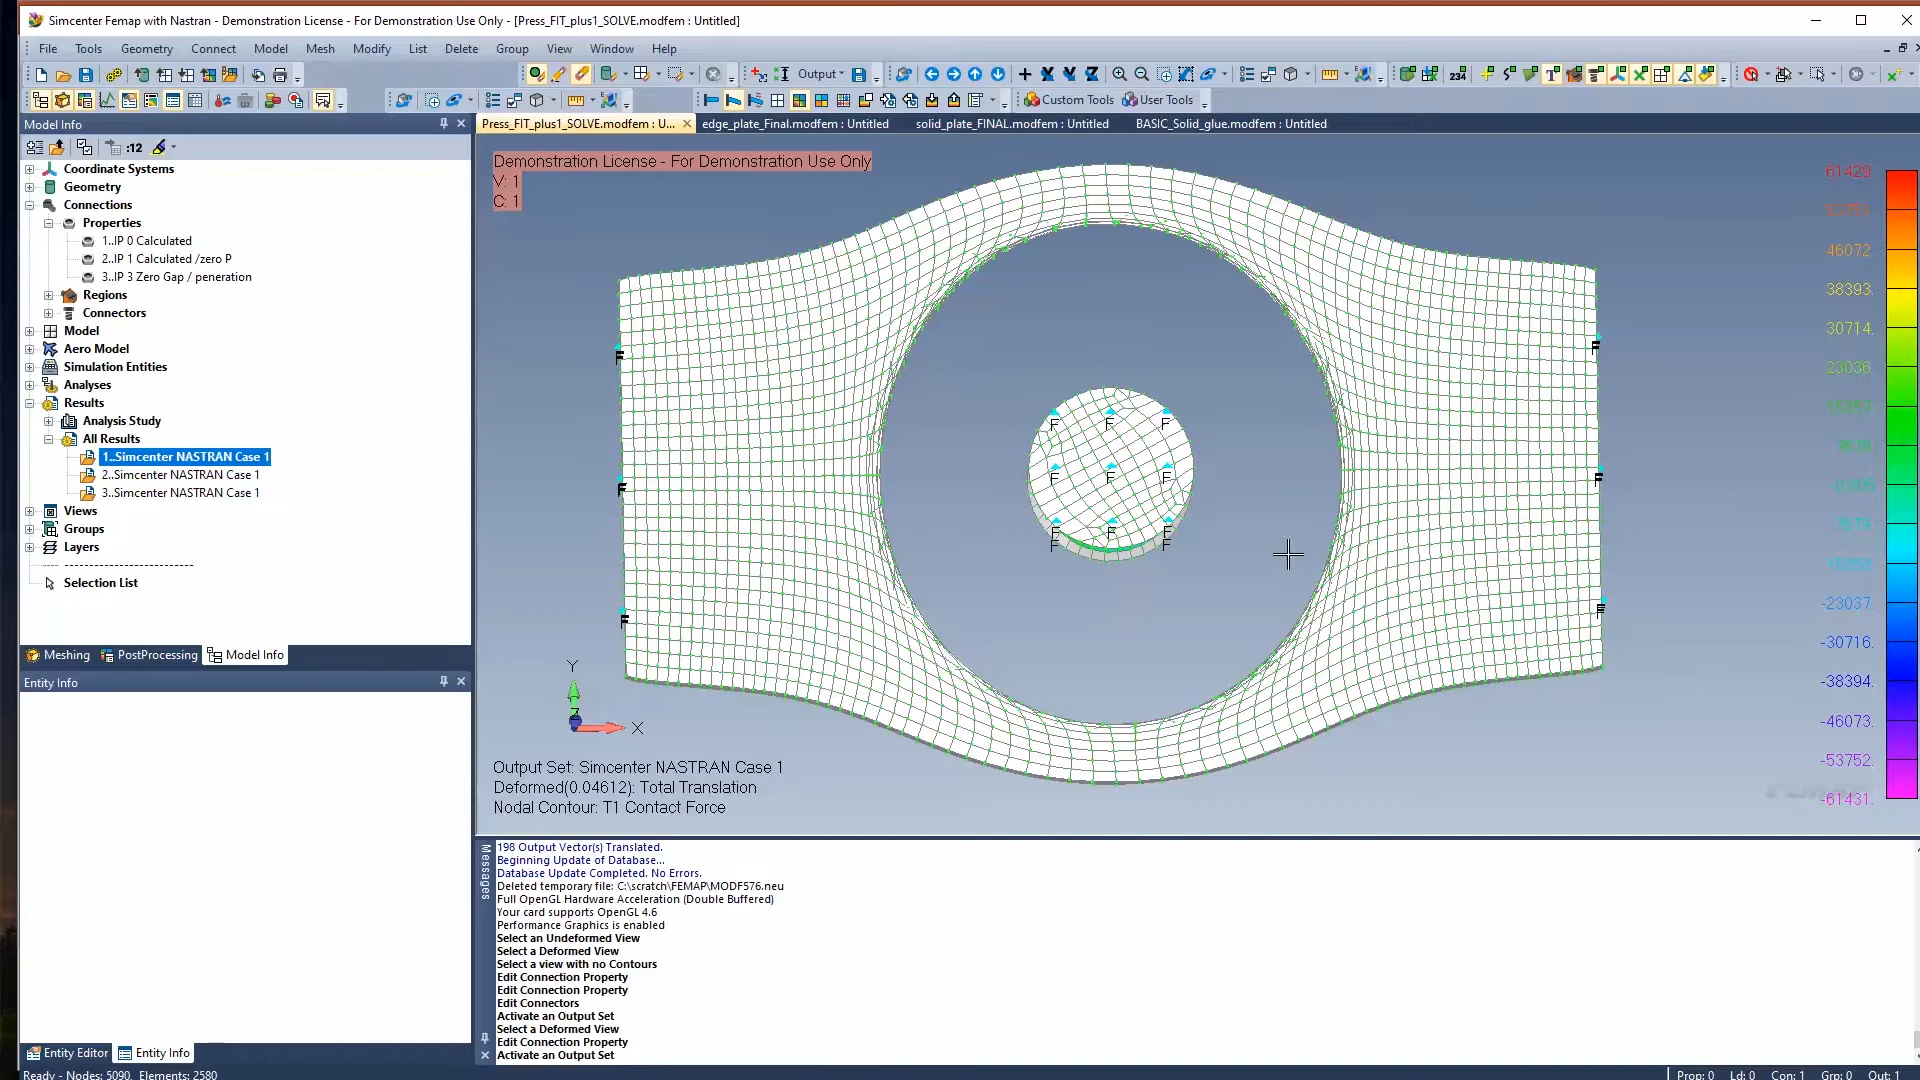 Simcenter Femap with Nastran - Demonstration License - For Demonstration Use Only - [Press_FIT_plus1_SOLVE.modfem : Untitled]
File Tools Geometry Connect Model Mesh Modify List Delete Group View Window Help
Output
234
Custom Tools User Tools
Model Info
:12
Press_FIT_plus1_SOLVE.modfem : U... edge_plate_Final.modfem : Untitled solid_plate_FINAL.modfem : Untitled BASIC_Solid_glue.modfem : Untitled
Coordinate Systems
Geometry
Connections
Properties
1..IP 0 Calculated
2..IP 1 Calculated /zero P
3..IP 3 Zero Gap / peneration
Regions
Connectors
Model
Aero Model
Simulation Entities
Analyses
Results
Analysis Study
All Results
1..Simcenter NASTRAN Case 1
2..Simcenter NASTRAN Case 1
3..Simcenter NASTRAN Case 1
Views
Groups
Layers
Selection List
Meshing PostProcessing Model Info
Entity Info
Entity Editor Entity Info
Demonstration License - For Demonstration Use Only
V: 1
C: 1
F
F
F
F F F
F F F
F F F
F F
F
F
F
Y
Z
X
46072
38393.
30714.
23036
15357
-23037.
-30716.
-38394.
-46073.
-53752.
-61431.
Output Set: Simcenter NASTRAN Case 1
Deformed(0.04612): Total Translation
Nodal Contour: T1 Contact Force
Messages
198 Output Vector(s) Translated.
Beginning Update of Database...
Database Update Completed. No Errors.
Deleted temporary file: C:\scratch\FEMAP\MODF576.neu
Full OpenGL Hardware Acceleration (Double Buffered)
Your card supports OpenGL 4.6
Performance Graphics is enabled
Select an Undeformed View
Select a Deformed View
Select a view with no Contours
Edit Connection Property
Edit Connection Property
Edit Connectors
Activate an Output Set
Select a Deformed View
Edit Connection Property
Activate an Output Set
Ready - Nodes: 5090, Elements: 2580
Prop: 0 Ld: 0 Con: 1 Grp: 0 Out: 1